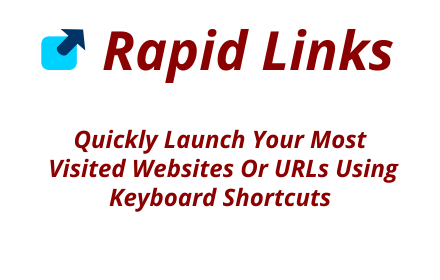 Rapid Links
Quickly Launch Your Most
Visited Websites Or URLs Using
Keyboard Shortcuts